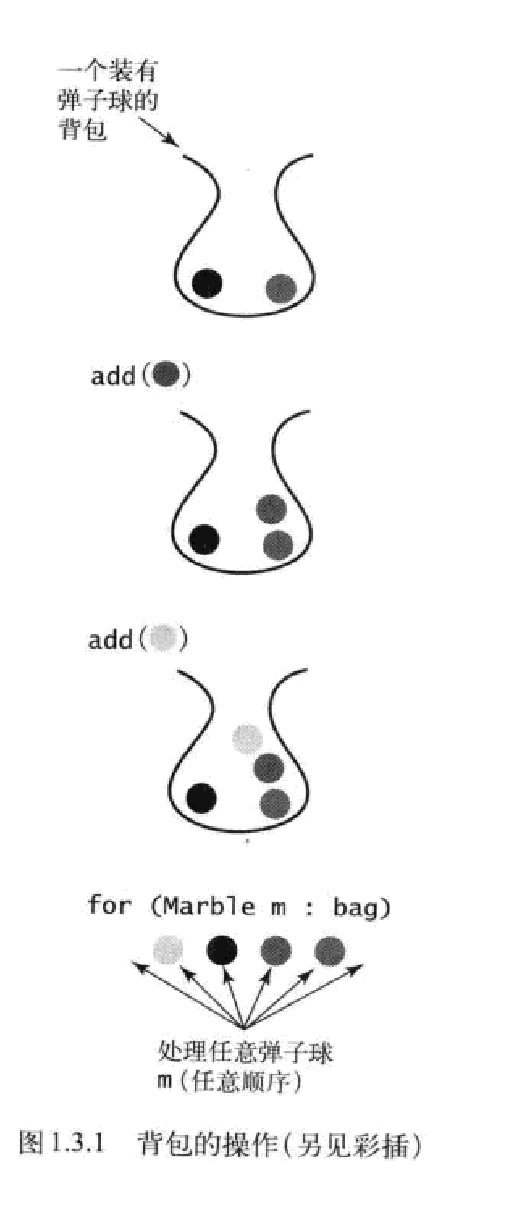 一个装有
弹子球的
背包
add()
add()
for (Marble m : bag)
处理任意弹子球
m(任意顺序)
图1.3.1 背包的操作(另见彩插)